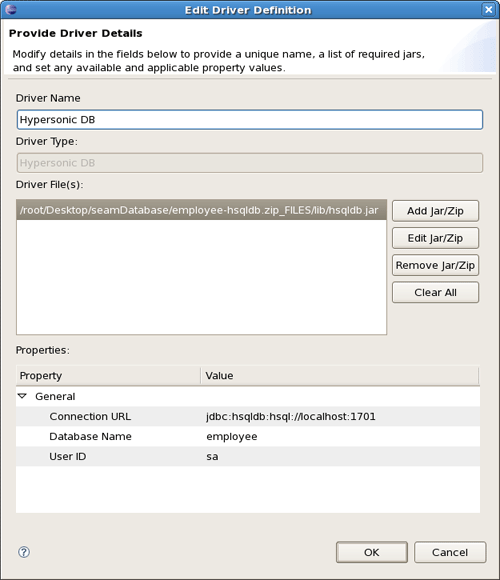 Edit Driver Definition
Provide Driver Details
Modify details in the fields below to provide a unique name, a list of required jars,
and set any available and applicable property values.
Driver Name
Hypersonic DB
Driver Type:
Hypersonic DB
Driver File(s):
/root/Desktop/seamDatabase/employee-hsqldb.zip_FILES/lib/hsqldb.jar
Add Jar/Zip
Edit Jar/Zip
Remove Jar/Zip
Clear All
Properties:
Property Value
General
Connection URL jdbc:hsqldb:hsql://localhost:1701
Database Name employee
User ID sa
?
OK Cancel